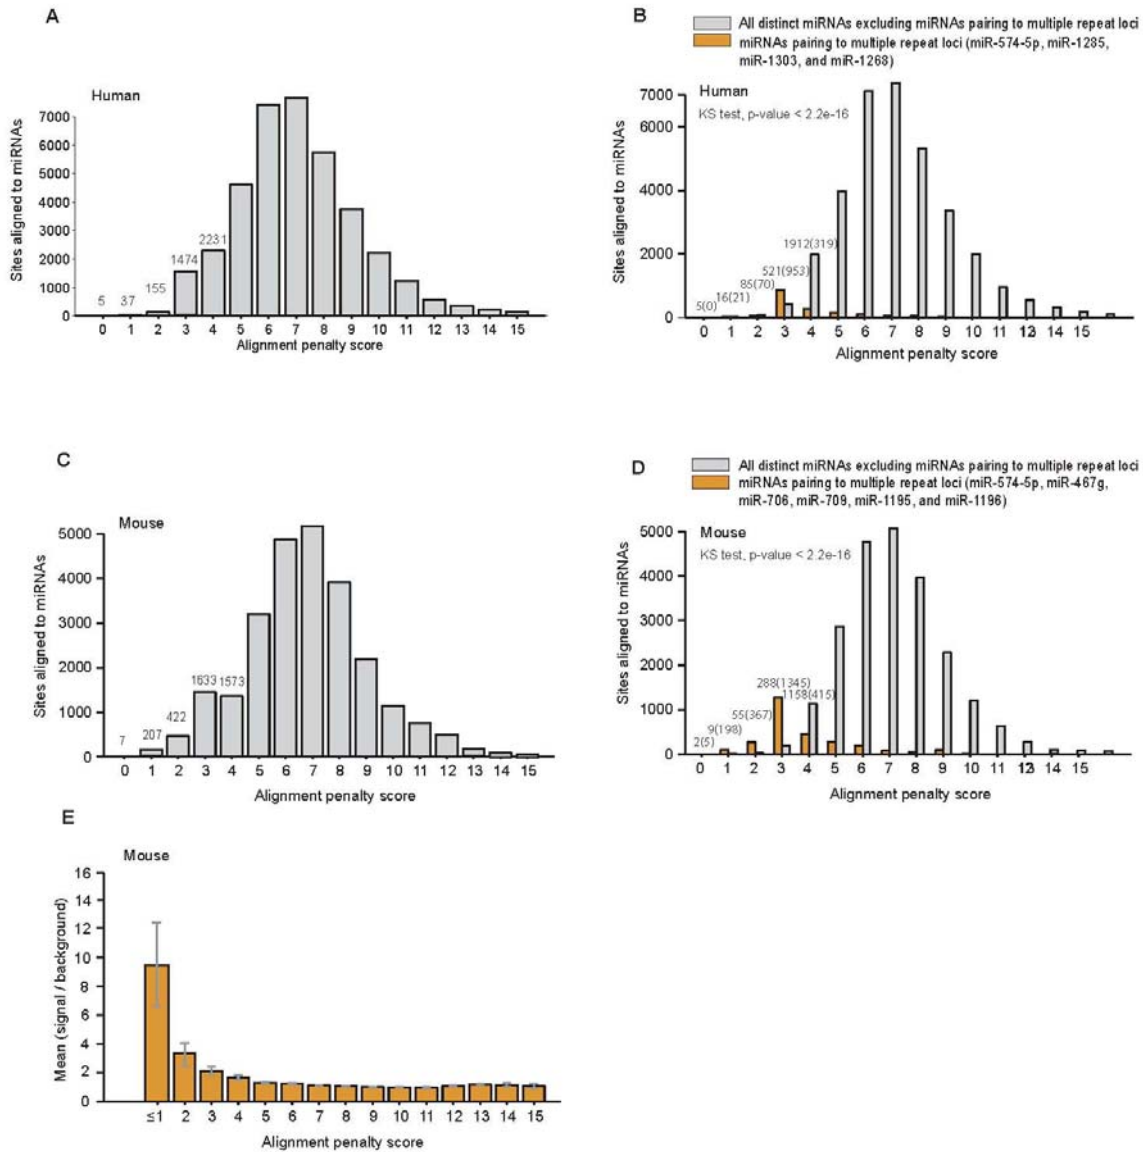 A
Human
Sites aligned to miRNAs
7000
6000
5000
4000
3000
2000
1000
0
5
37
155
1474
2231
0 1 2 3 4 5 6 7 8 9 10 11 12 13 14 15
Alignment penalty score
B
All distinct miRNAs excluding miRNAs pairing to multiple repeat loci
miRNAs pairing to multiple repeat loci (miR-574-5p, miR-1285,
miR-1303, and miR-1268)
Human
KS test, p-value < 2.2e-16
Sites aligned to miRNAs
7000
6000
4000
2000
0
5(0)
16(21)
85(70)
521(953)
1912(319)
0 1 2 3 4 5 6 7 8 9 10 11 12 14 15
Alignment penalty score
C
Mouse
Sites aligned to miRNAs
5000
4000
3000
2000
1000
0
7
207
422
1633
1573
0 1 2 3 4 5 6 7 8 9 10 11 12 13 14 15
Alignment penalty score
D
All distinct miRNAs excluding miRNAs pairing to multiple repeat loci
miRNAs pairing to multiple repeat loci (miR-574-5p, miR-467g,
miR-706, miR-709, miR-1195, and miR-1196)
Mouse
KS test, p-value < 2.2e-16
Sites aligned to miRNAs
5000
4000
3000
2000
1000
0
2(5)
9(198)
55(367)
288(1345)
1158(415)
0 1 2 3 4 5 6 7 8 9 10 11 14 15
Alignment penalty score
E
Mouse
Mean (signal / background)
16
14
12
10
8
6
4
2
0
≤1 2 3 4 5 6 7 8 9 10 11 12 13 14 15
Alignment penalty score